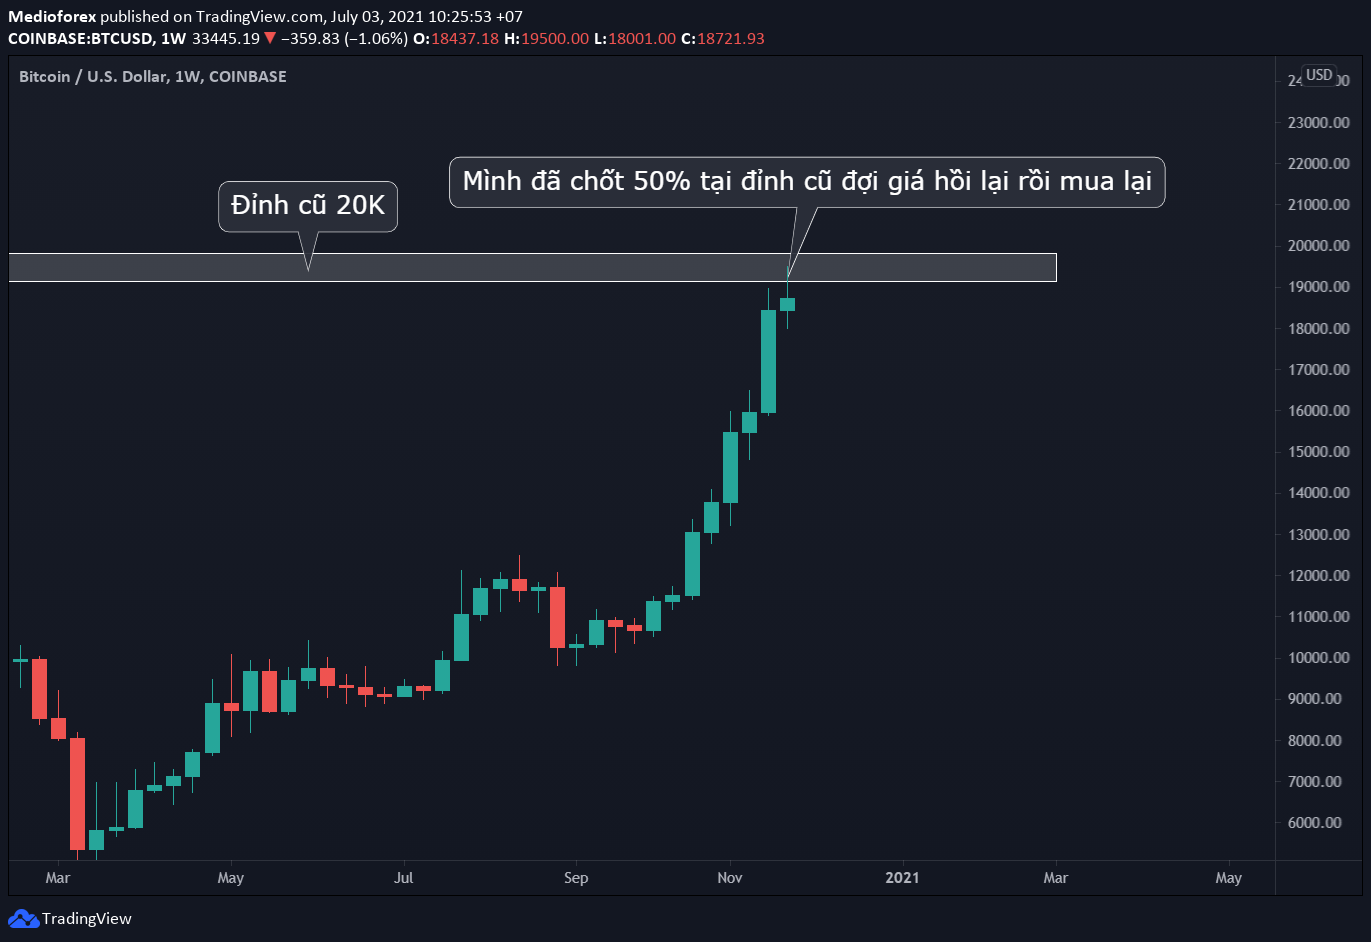 Medioforex published on TradingView.com, July 03, 2021 10:25:53 +07
COINBASE:BTCUSD, 1W 33445.19 ▼ −359.83 (−1.06%) O:18437.18 H:19500.00 L:18001.00 C:18721.93
Bitcoin / U.S. Dollar, 1W, COINBASE
USD
23000.00
22000.00
Mình đã chốt 50% tại đỉnh cũ đợi giá hồi lại rồi mua lại
Đỉnh cũ 20K
21000.00
20000.00
19000.00
18000.00
17000.00
16000.00
15000.00
14000.00
13000.00
12000.00
11000.00
10000.00
9000.00
8000.00
7000.00
6000.00
Mar May Jul Sep Nov 2021 Mar May
TradingView